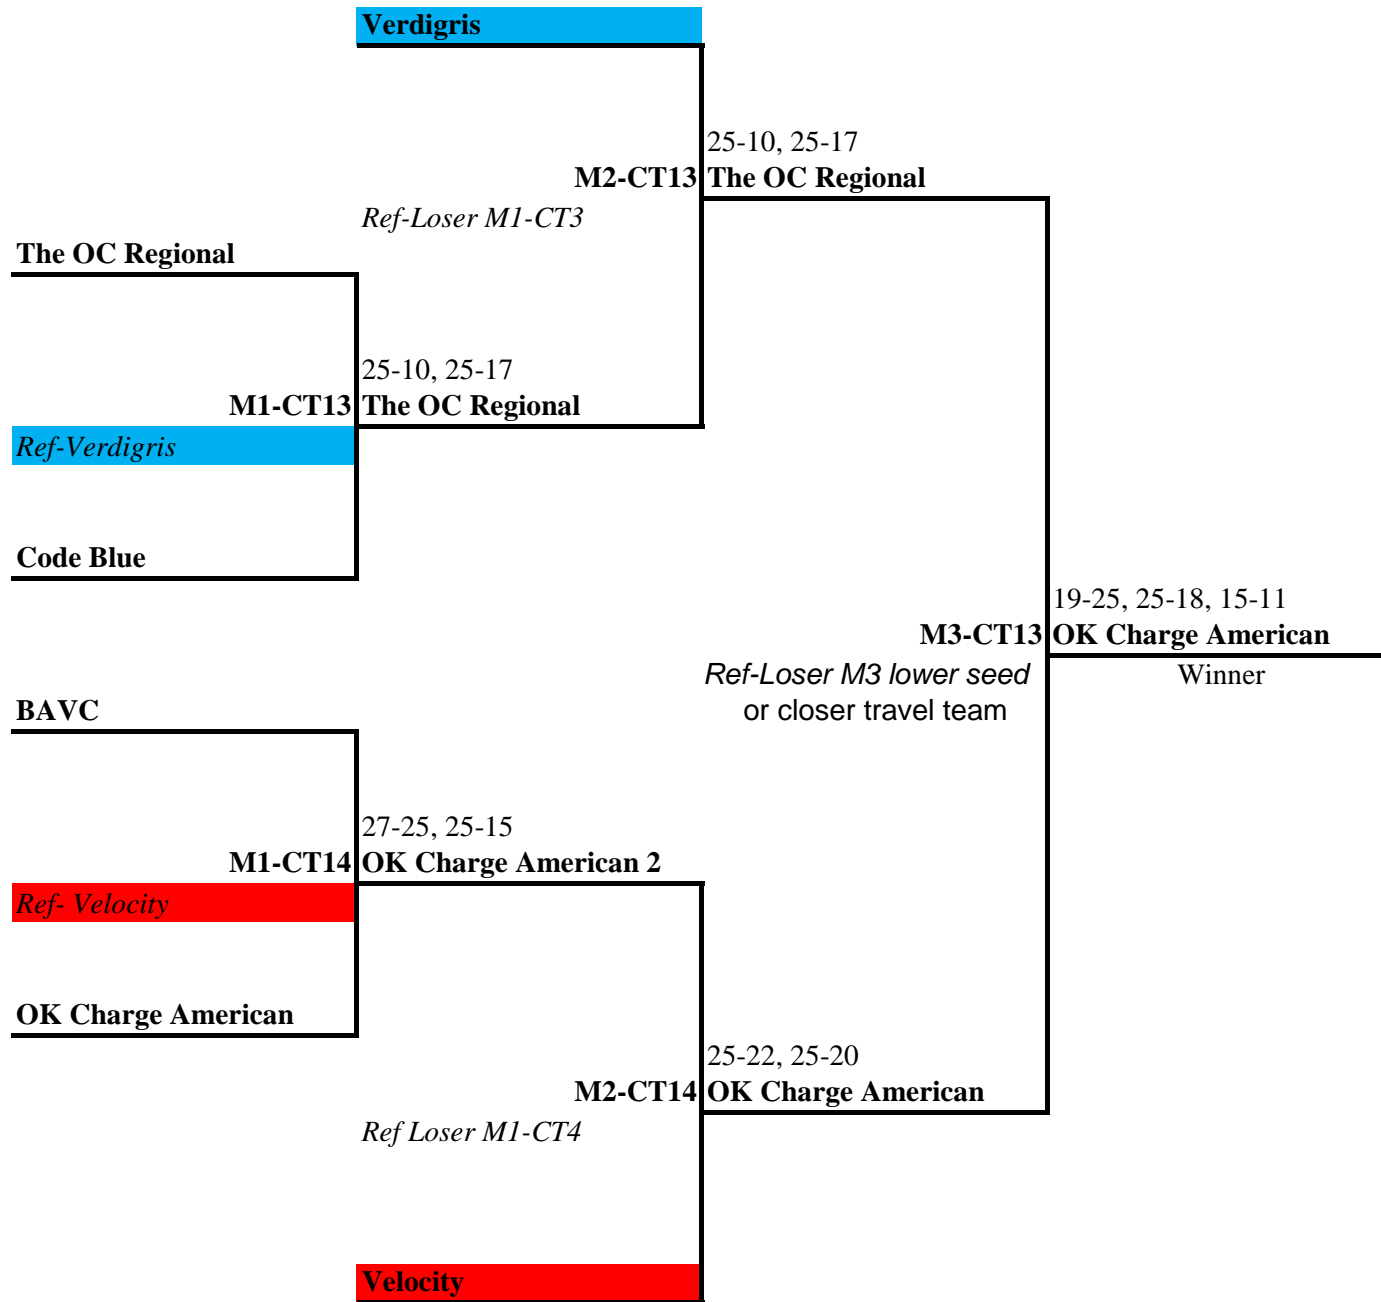 Verdigris
25-10, 25-17
M2-CT13 The OC Regional
Ref-Loser M1-CT3
The OC Regional
25-10, 25-17
M1-CT13 The OC Regional
Ref-Verdigris
Code Blue
19-25, 25-18, 15-11
M3-CT13 OK Charge American
Ref-Loser M3 lower seed Winner
BAVC or closer travel team
27-25, 25-15
M1-CT14 OK Charge American 2
Ref- Velocity
OK Charge American
25-22, 25-20
M2-CT14 OK Charge American
Ref Loser M1-CT4
Velocity